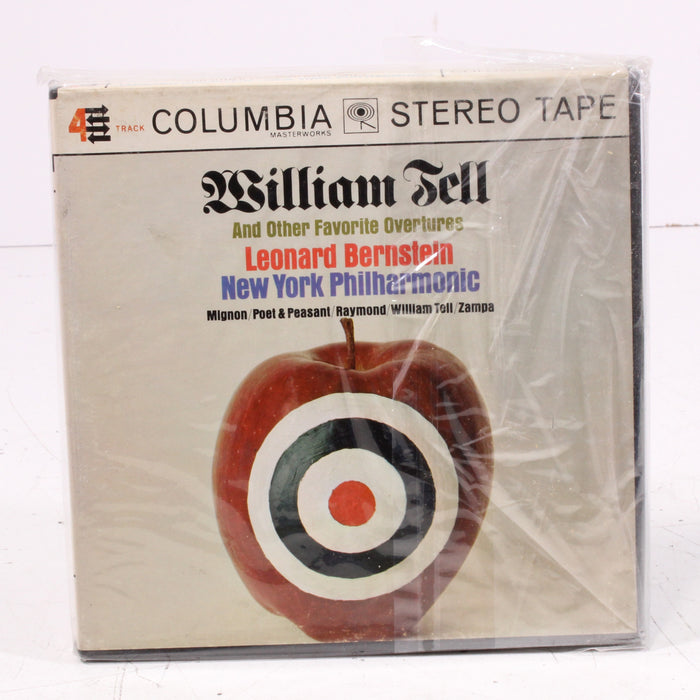 4 TRACK COLUMBIA STEREO TAPE
MASTERWORKS
William Tell
And Other Favorite Overtures
Leonard Bernstein
New York Philharmonic
Mignon/Poet & Peasant/Raymond/William Tell/Zampa